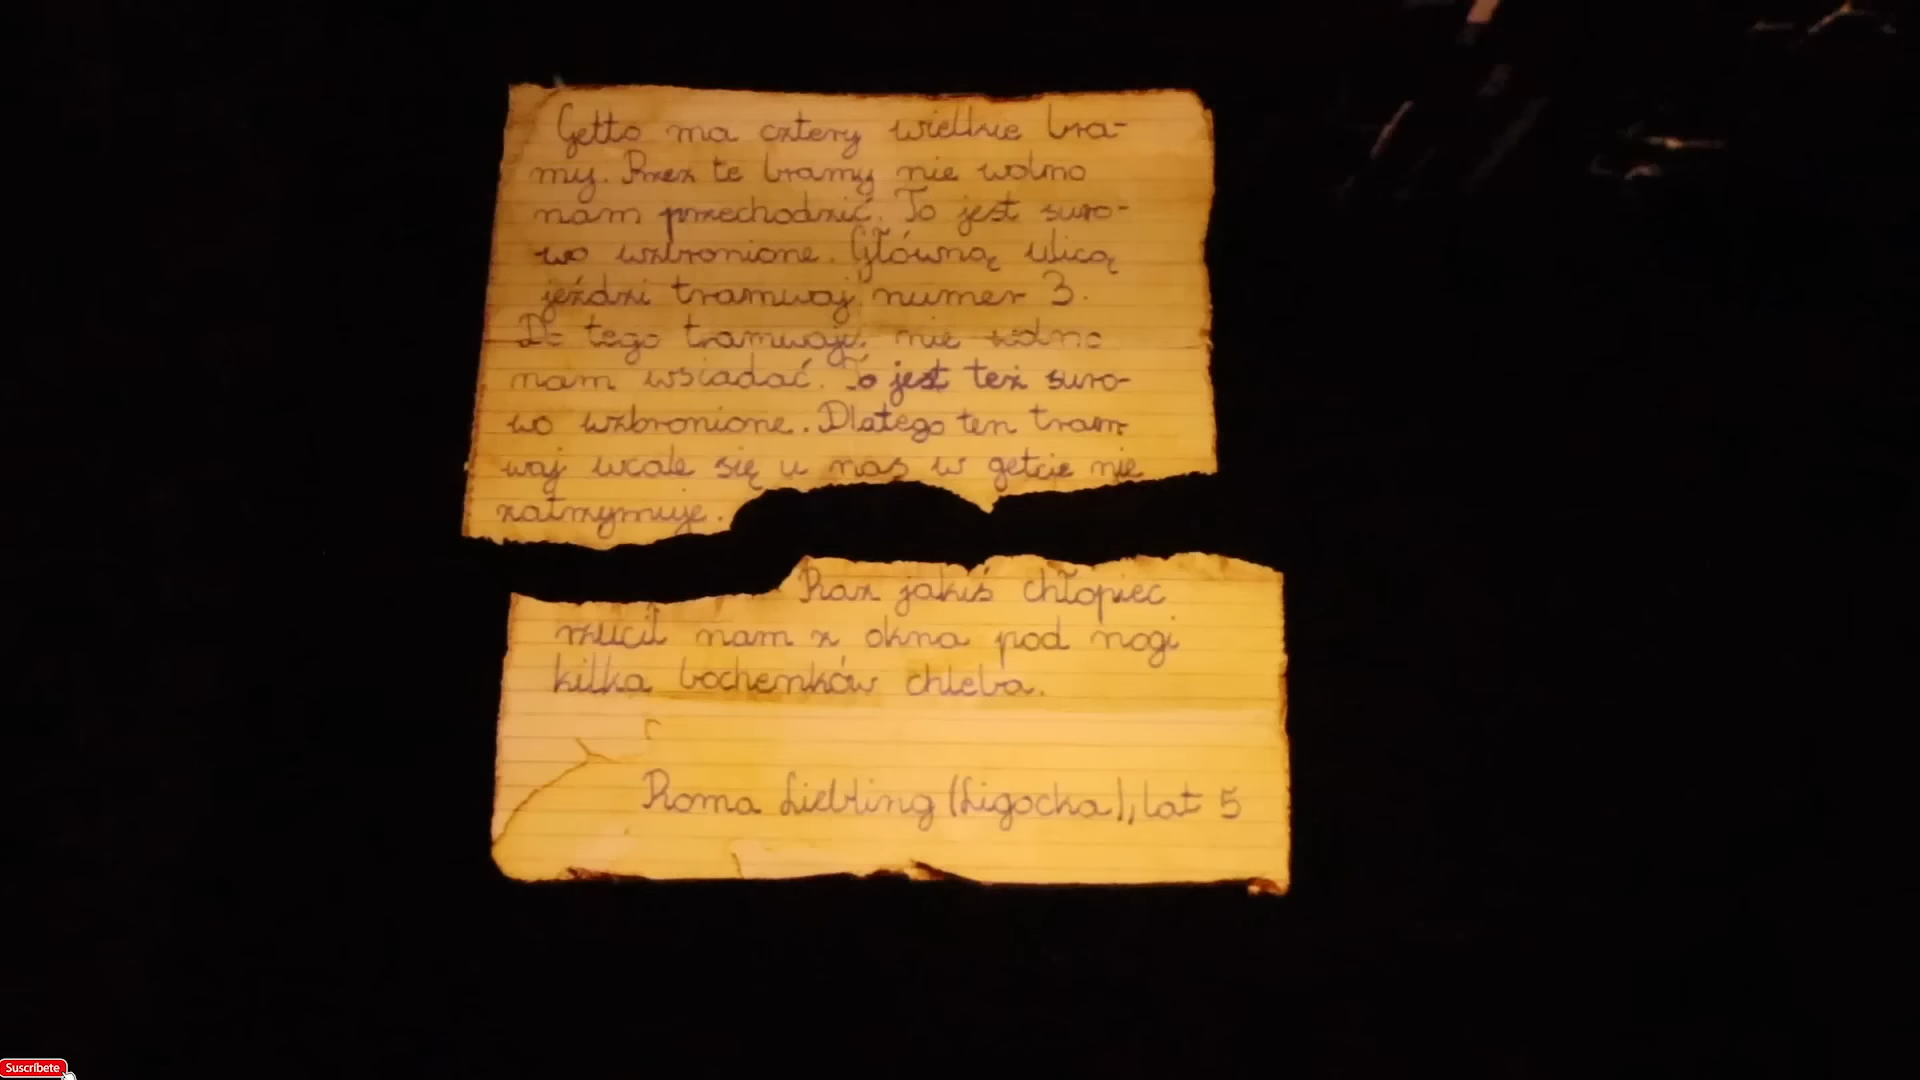 Getto ma cztery wielkie bra-
my. Przez te bramy nie wolno
nam przechodzić. To jest suro-
wo wzbronione. Główną ulicą
jeździ tramwaj numer 3.
Do tego tramwaju nie wolno
nam wsiadać. To jest też suro-
wo wzbronione. Dlatego ten tram-
waj wcale się u nas w getcie nie
zatrzymuje.
Raz jakiś chłopiec
rzucił nam z okna pod nogi
kilka bochenków chleba.
Roma Liebling (Ligocka), lat 5
Suscríbete